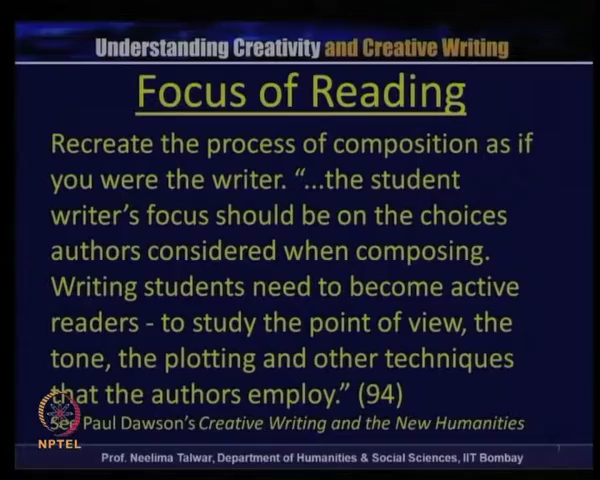 Understanding Creativity and Creative Writing
Focus of Reading
Recreate the process of composition as if
you were the writer. “...the student
writer’s focus should be on the choices
authors considered when composing.
Writing students need to become active
readers - to study the point of view, the
tone, the plotting and other techniques
that the authors employ.” (94)
See Paul Dawson’s Creative Writing and the New Humanities
NPTEL
Prof. Neelima Talwar, Department of Humanities & Social Sciences, IIT Bombay